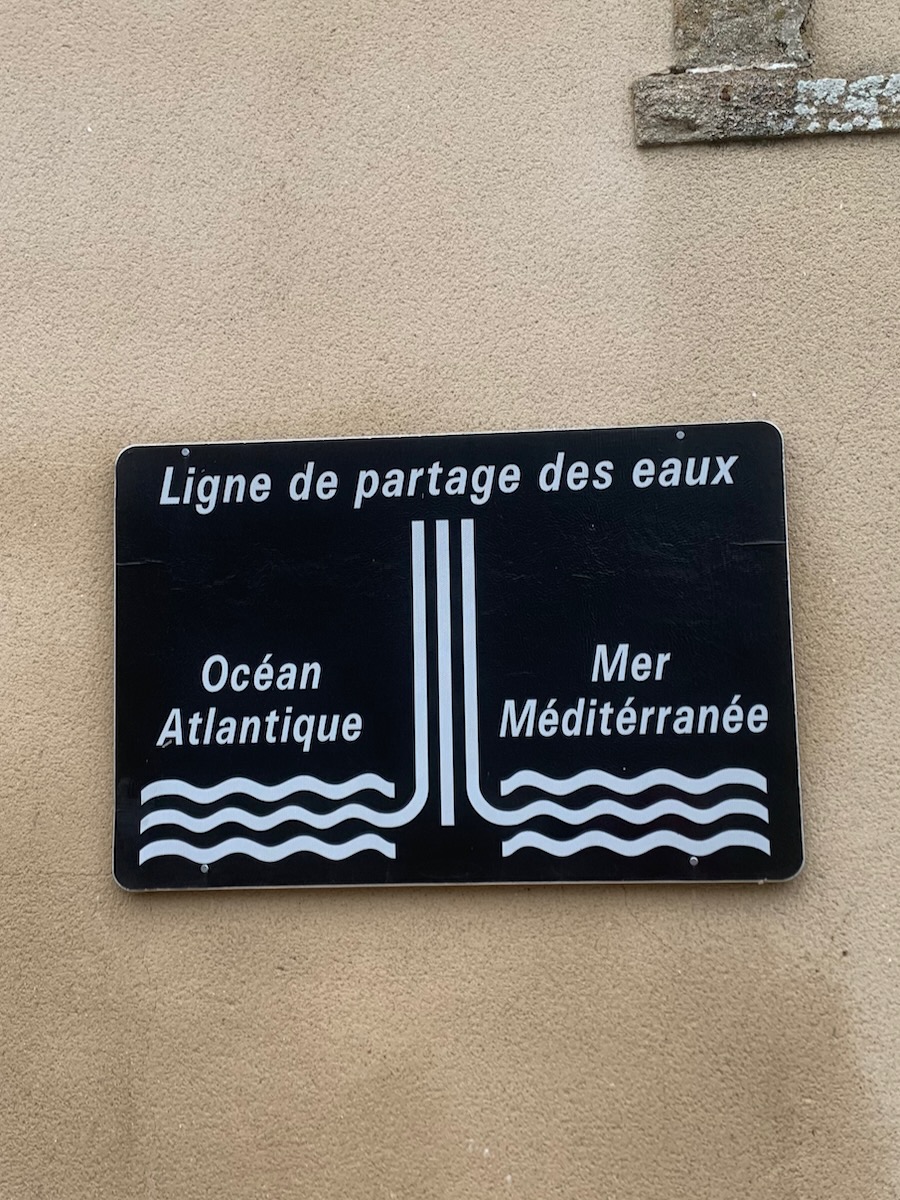 Ligne de partage des eaux
Océan
Atlantique
Mer
Méditérranée